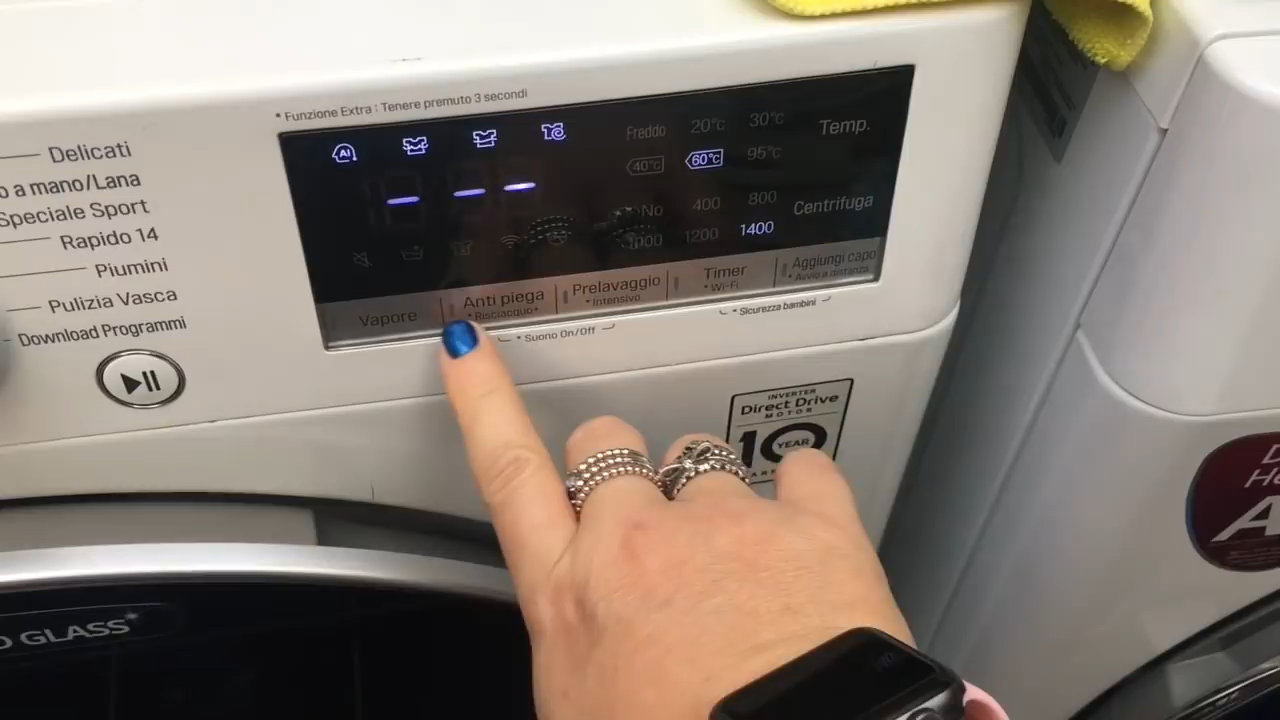 * Funzione Extra : Tenere premuto 3 secondi
Delicati
o a mano/Lana
Speciale Sport
Rapido 14
Piumini
Pulizia Vasca
Download Programmi
AI
Freddo 20°C 30°C
40°C 60°C 95°C
Temp.
No 400 800
1000 1200 1400
Centrifuga
Vapore
Anti piega
* Risciacquo+
Prelavaggio
* Intensivo
Timer
* Wi-Fi
Aggiungi capo
* Avvio a distanza
* Suono On/Off
* Sicurezza bambini
INVERTER
Direct Drive
MOTOR
10 YEAR
GLASS